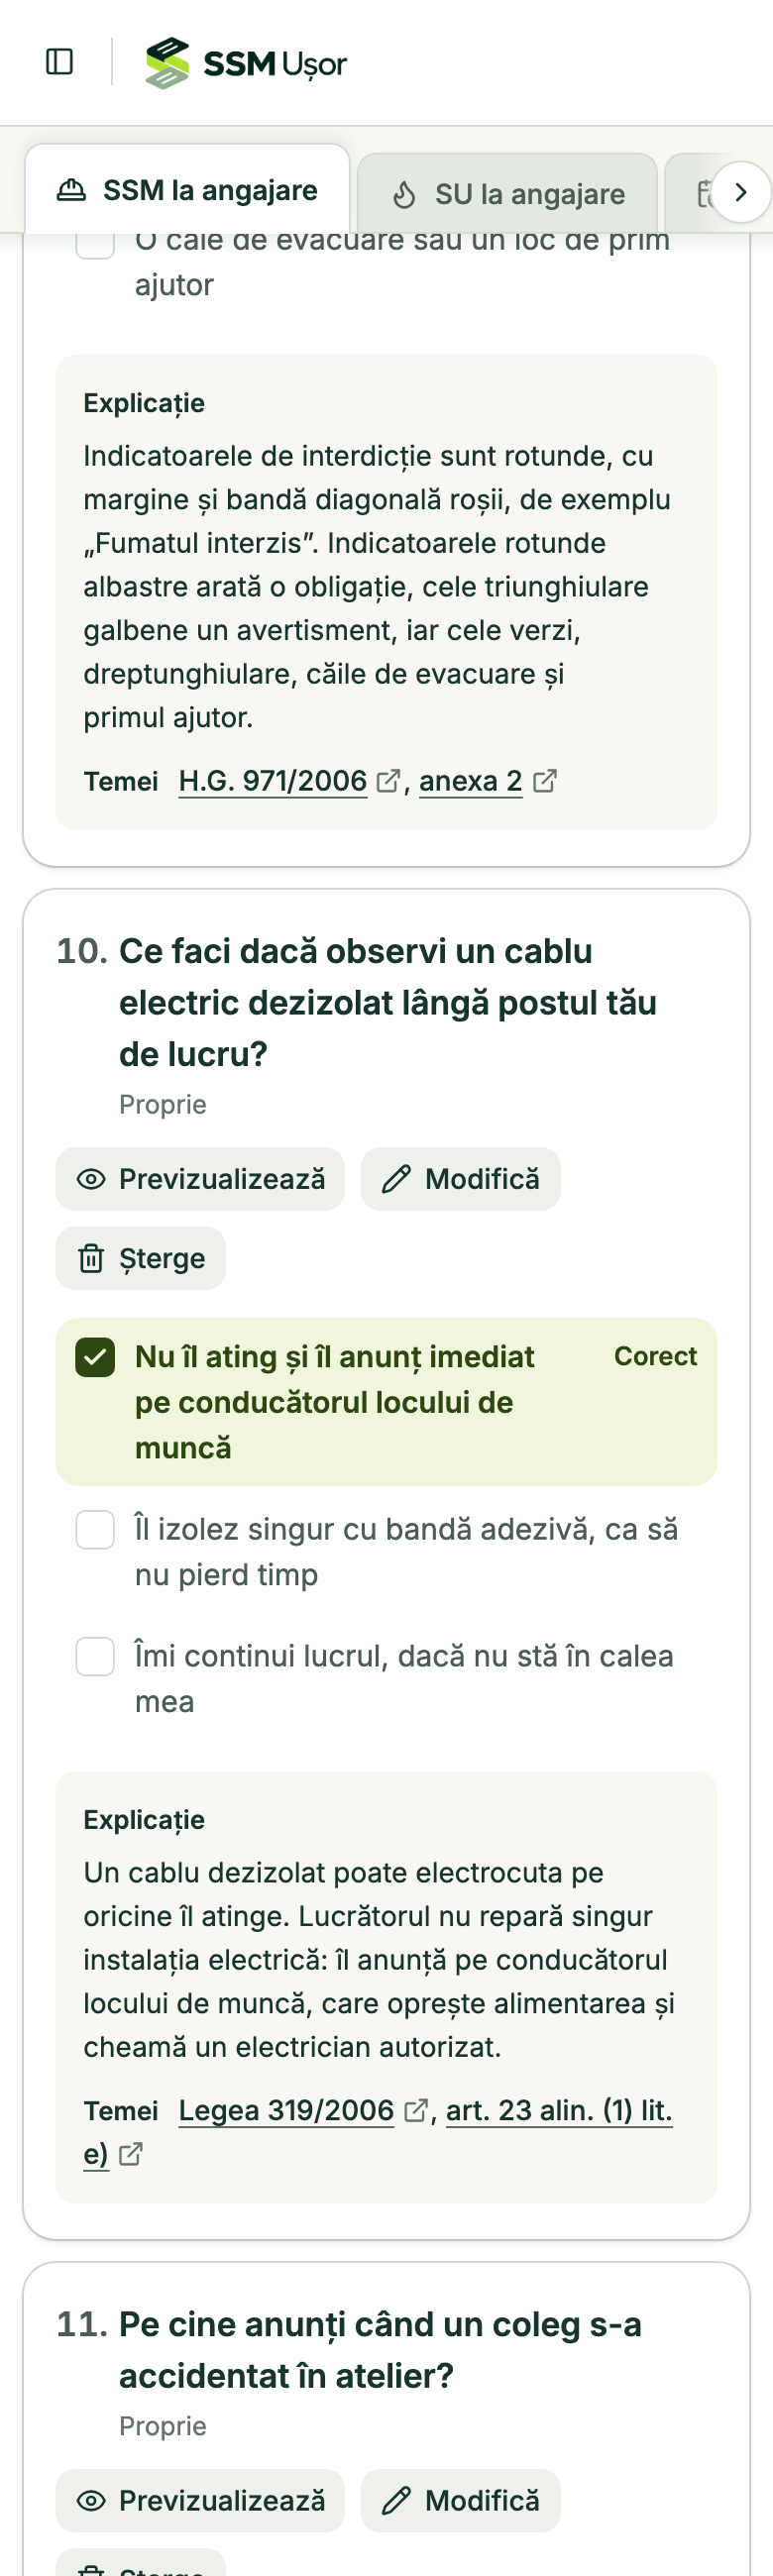 SSM Ușor
SSM la angajare
SU la angajare
O cale de evacuare sau un loc de prim
ajutor
Explicație
Indicatoarele de interdicție sunt rotunde, cu
margine și bandă diagonală roșii, de exemplu
„Fumatul interzis”. Indicatoarele rotunde
albastre arată o obligație, cele triunghiulare
galbene un avertisment, iar cele verzi,
dreptunghiulare, căile de evacuare și
primul ajutor.
Temei H.G. 971/2006, anexa 2
10. Ce faci dacă observi un cablu
electric dezizolat lângă postul tău
de lucru?
Proprie
Previzualizează Modifică
Șterge
Nu îl ating și îl anunț imediat Corect
pe conducătorul locului de
muncă
Îl izolez singur cu bandă adezivă, ca să
nu pierd timp
Îmi continui lucrul, dacă nu stă în calea
mea
Explicație
Un cablu dezizolat poate electrocuta pe
oricine îl atinge. Lucrătorul nu repară singur
instalația electrică: îl anunță pe conducătorul
locului de muncă, care oprește alimentarea și
cheamă un electrician autorizat.
Temei Legea 319/2006, art. 23 alin. (1) lit.
e)
11. Pe cine anunți când un coleg s-a
accidentat în atelier?
Proprie
Previzualizează Modifică
Șterge